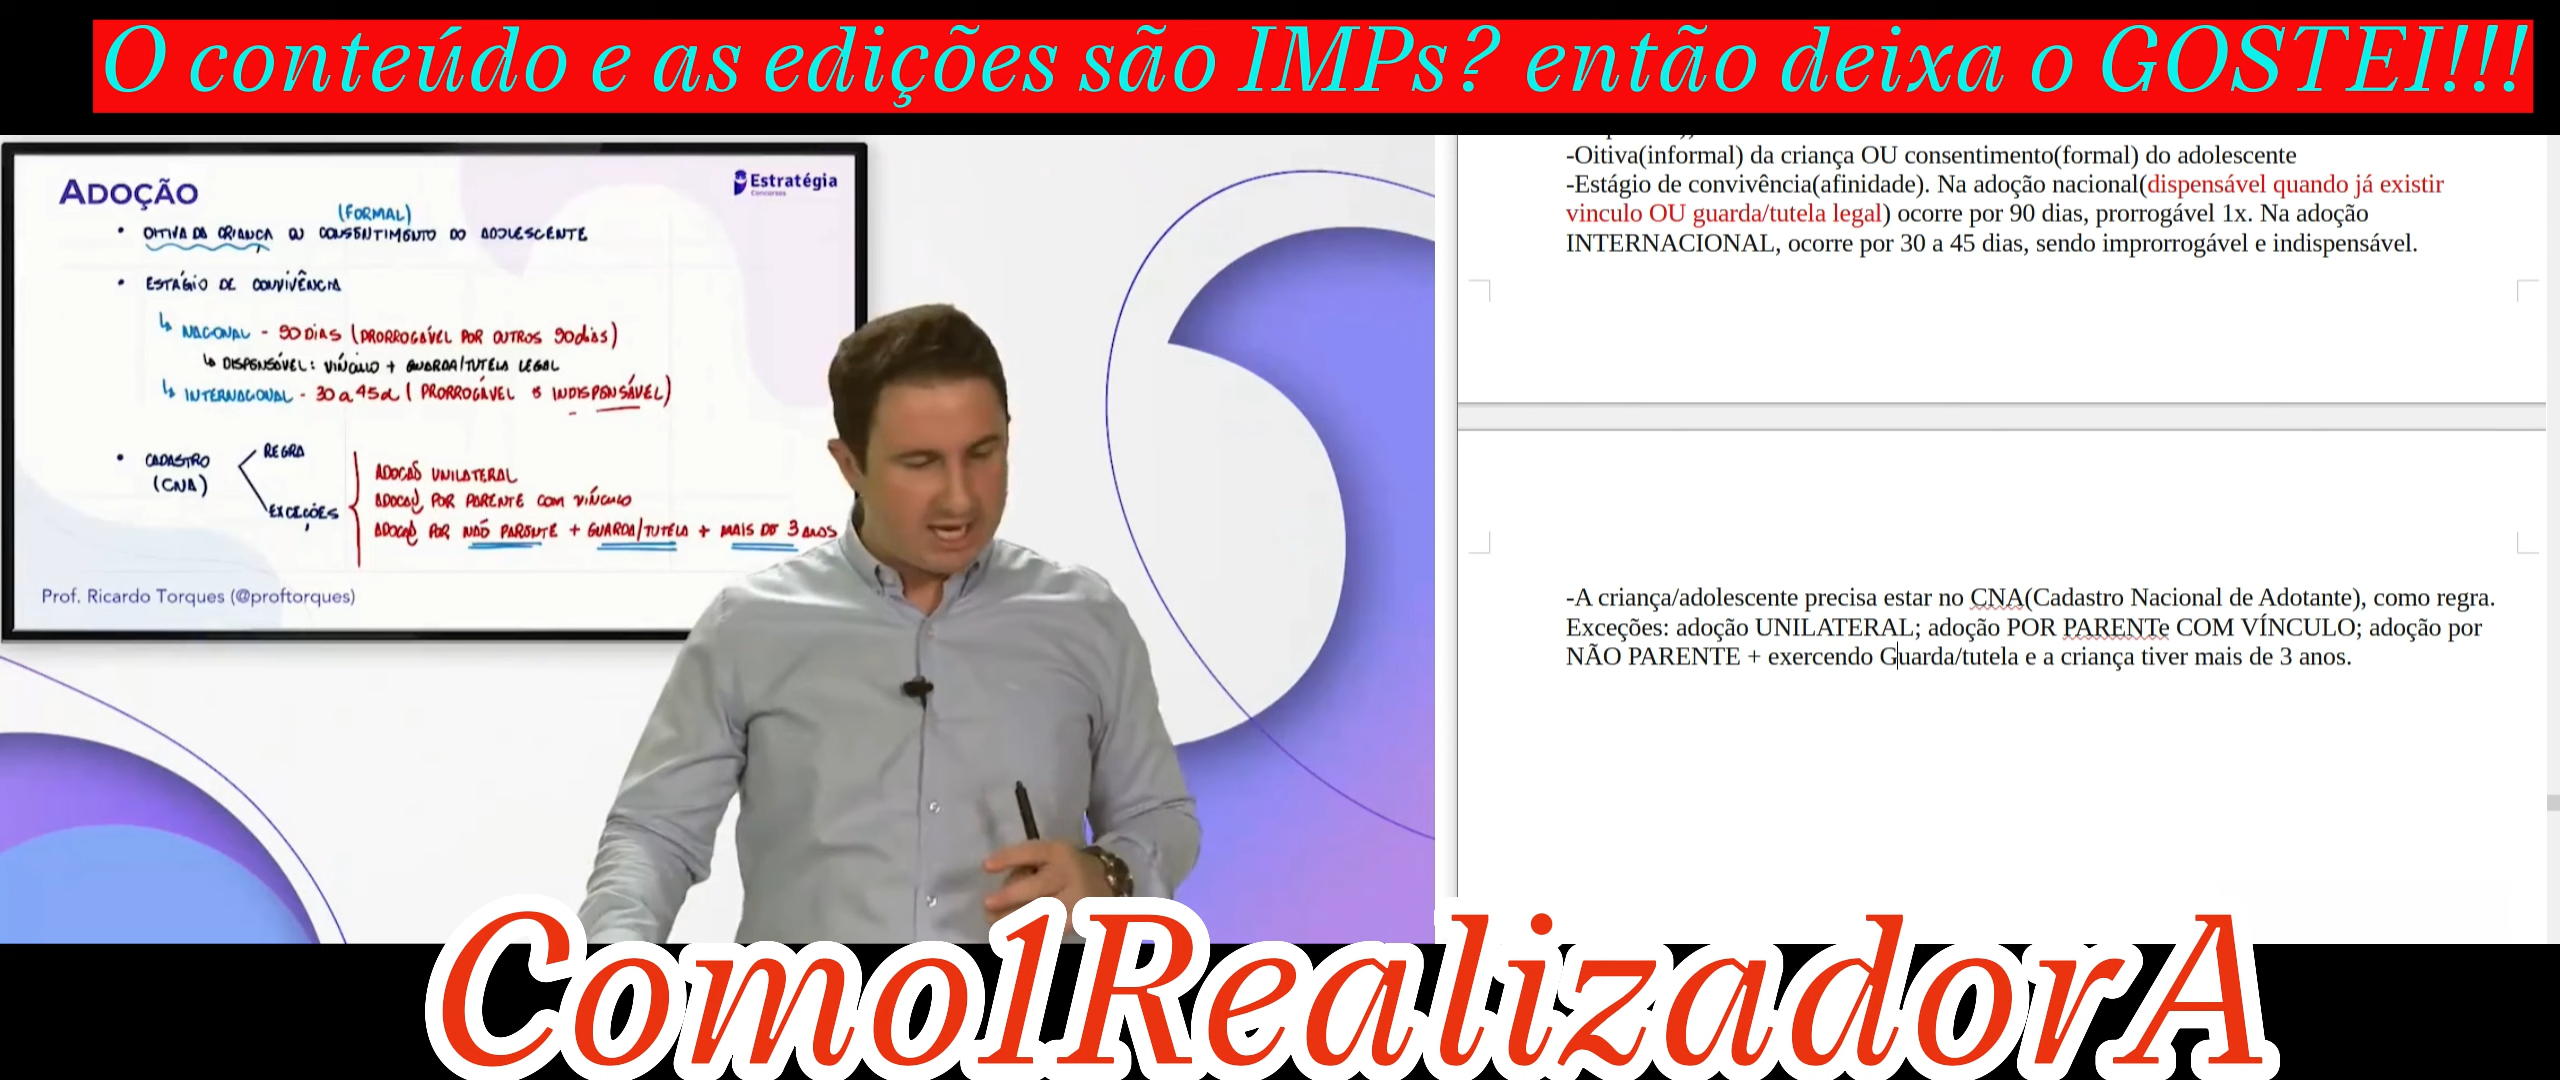 O conteúdo e as edições são IMPs? então deixa o GOSTEI!!!
ADOÇÃO
Estratégia
Concursos
(FORMAL)
• OITIVA DA CRIANÇA OU CONSENTIMENTO DO ADOLESCENTE
• ESTÁGIO DE CONVIVÊNCIA
↳ NACIONAL - 90 DIAS (PRORROGÁVEL POR OUTROS 90 dias)
↳ DISPENSÁVEL: VÍNCULO + GUARDA/TUTELA LEGAL
↳ INTERNACIONAL - 30 a 45d (PRORROGÁVEL E INDISPENSÁVEL)
• CADASTRO
(CNA)
REGRA
EXCEÇÕES
ADOÇÃO UNILATERAL
ADOÇÃO POR PARENTE COM VÍNCULO
ADOÇÃO POR NÃO PARENTE + GUARDA/TUTELA + MAIS DE 3 ANOS
Prof. Ricardo Torques (@proftorques)
-Oitiva(informal) da criança OU consentimento(formal) do adolescente
-Estágio de convivência(afinidade). Na adoção nacional(dispensável quando já existir
vinculo OU guarda/tutela legal) ocorre por 90 dias, prorrogável 1x. Na adoção
INTERNACIONAL, ocorre por 30 a 45 dias, sendo improrrogável e indispensável.
-A criança/adolescente precisa estar no CNA(Cadastro Nacional de Adotante), como regra.
Exceções: adoção UNILATERAL; adoção POR PARENTe COM VÍNCULO; adoção por
NÃO PARENTE + exercendo Guarda/tutela e a criança tiver mais de 3 anos.
Como1RealizadorA